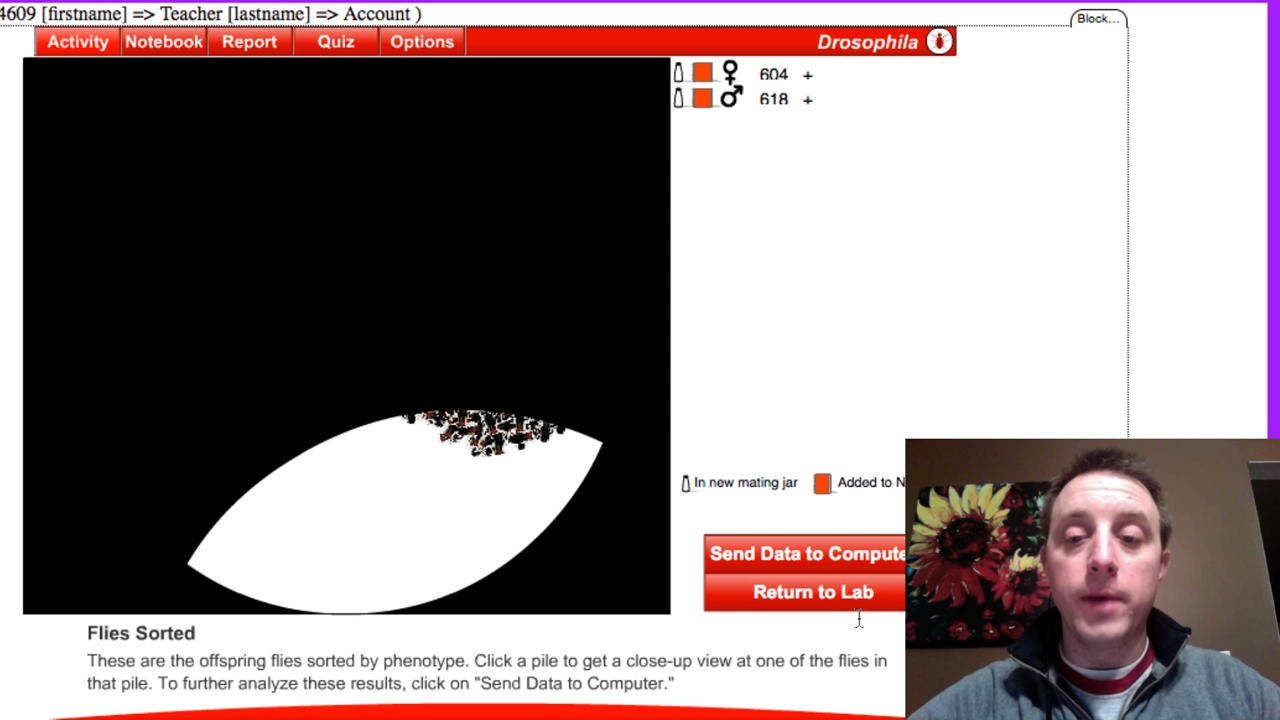 4609 [firstname] => Teacher [lastname] => Account )
Block...
Activity Notebook Report Quiz Options Drosophila
♀ 604 +
♂ 618 +
In new mating jar Added to N
Send Data to Compute
Return to Lab
Flies Sorted
These are the offspring flies sorted by phenotype. Click a pile to get a close-up view at one of the flies in
that pile. To further analyze these results, click on "Send Data to Computer."